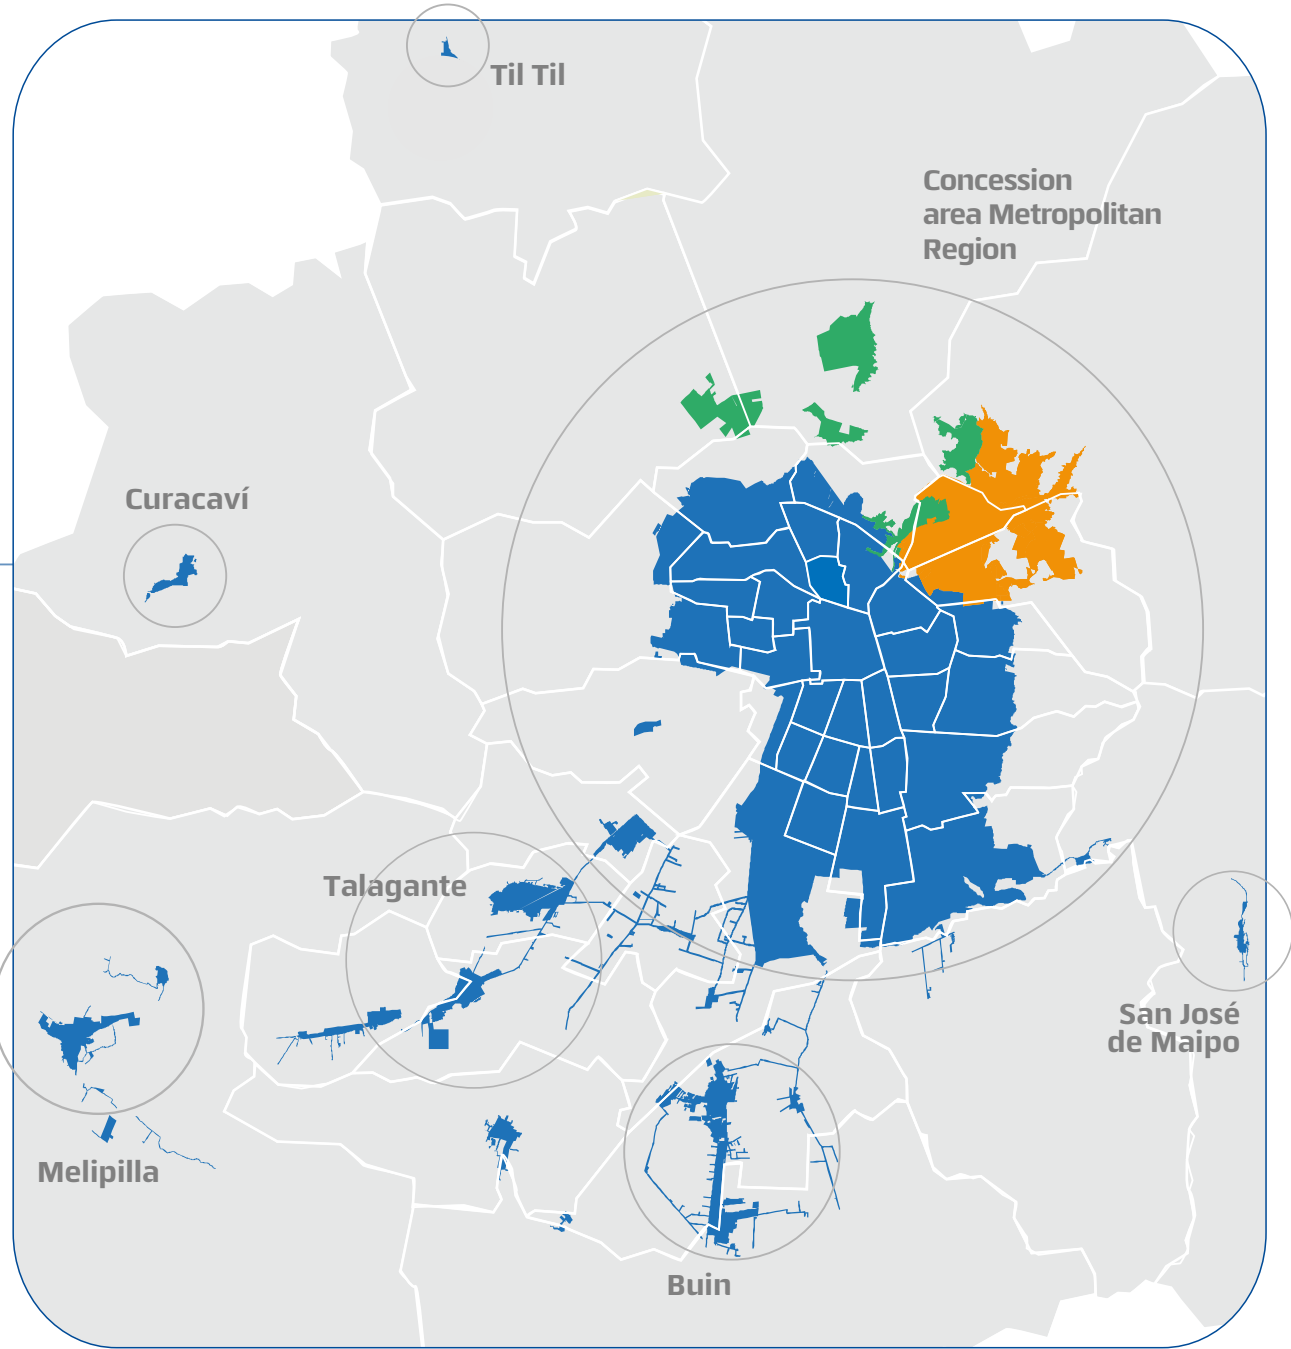 Til Til
Concession
area Metropolitan
Region
Curacaví
Talagante
San José
de Maipo
Melipilla
Buin